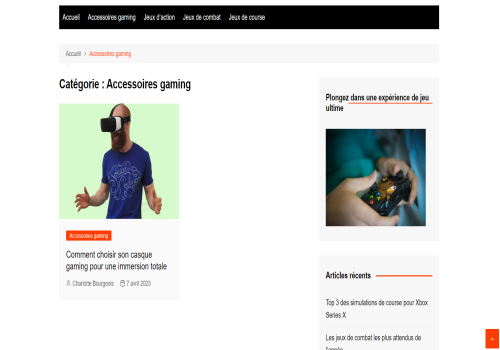 Accueil Accessoires gaming Jeux d'action Jeux de combat Jeux de course
Accueil > Accessoires gaming
Catégorie : Accessoires gaming
Accessoires gaming
Comment choisir son casque
gaming pour une immersion totale
Charlotte Bourgeois 7 avril 2023
Plongez dans une expérience de jeu
ultime
Articles récents
Top 3 des simulations de course pour Xbox
Series X
Les jeux de combat les plus attendus de
l'année